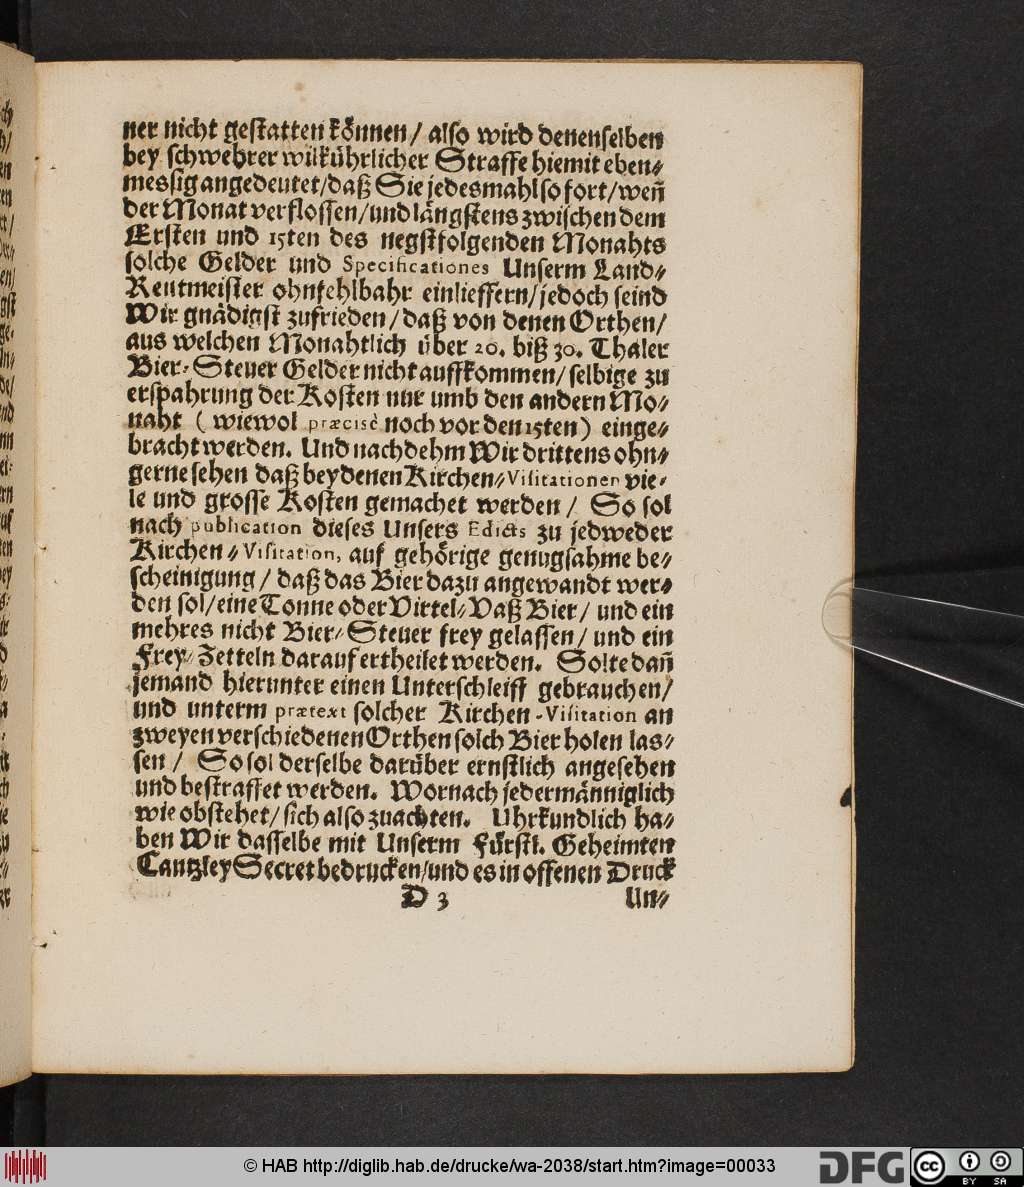 ner nicht gestatten können / also wird denenselben
bey schwehrer wilkührlicher Straffe hiemit eben-
messig angedeutet / daß Sie jedesmahl so fort / weñ
der Monat verflossen / und längstens zwischen dem
Ersten und 15ten des negstfolgenden Monahts
solche Gelder und Specificationes Unserm Land-
Rentmeister ohnfehlbahr einlieffern / jedoch seind
Wir gnädigst zufrieden / daß von denen Orthen /
aus welchen Monahtlich über 20. biß 30. Thaler
Bier-Steuer Gelder nicht auffkommen / selbige zu
erspahrung der Kosten nur umb den andern Mo-
naht ( wiewol præcisè noch vor den 15ten ) einge-
bracht werden. Und nachdehm Wir drittens ohn-
gerne sehen daß bey denen Kirchen-Visitationen vie-
le und grosse Kosten gemachet werden / So sol
nach publication dieses Unsers Edicts zu jedweder
Kirchen-Visitation, auf gehörige genugsahme be-
scheinigung / daß das Bier dazu angewandt wer-
den sol / eine Tonne oder Virtel-Vaß Bier / und ein
mehres nicht Bier-Steuer frey gelassen / und ein
Frey-Zetteln darauf ertheilet werden. Solte dañ
jemand hierunter einen Unterschleiff gebrauchen /
und unterm prætext solcher Kirchen-Visitation an
zweyen verschiedenen Orthen solch Bier holen las-
sen / So sol derselbe darüber ernstlich angesehen
und bestraffet werden. Wornach jedermänniglich
wie obstehet / sich also zuachten. Uhrkundlich ha-
ben Wir dasselbe mit Unserm Fürstl. Geheimten
Cantzley Secret bedrucken / und es in offenen Druck
D 3 Un-
© HAB http://diglib.hab.de/drucke/wa-2038/start.htm?image=00033
DFG cc BY SA